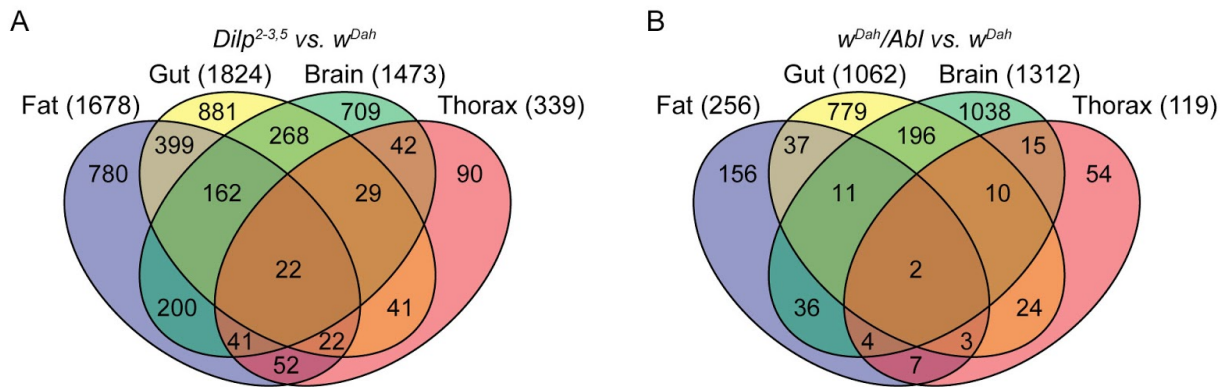 A
Dilp2-3,5 vs. wDah
Gut (1824) Brain (1473)
Fat (1678) Thorax (339)
881 709
399 268 42
780 162 29 90
22
200 41
41 22
52
B
wDah/Abl vs. wDah
Gut (1062) Brain (1312)
Fat (256) Thorax (119)
779 1038
37 196 15
156 11 10 54
2
36 24
4 3
7